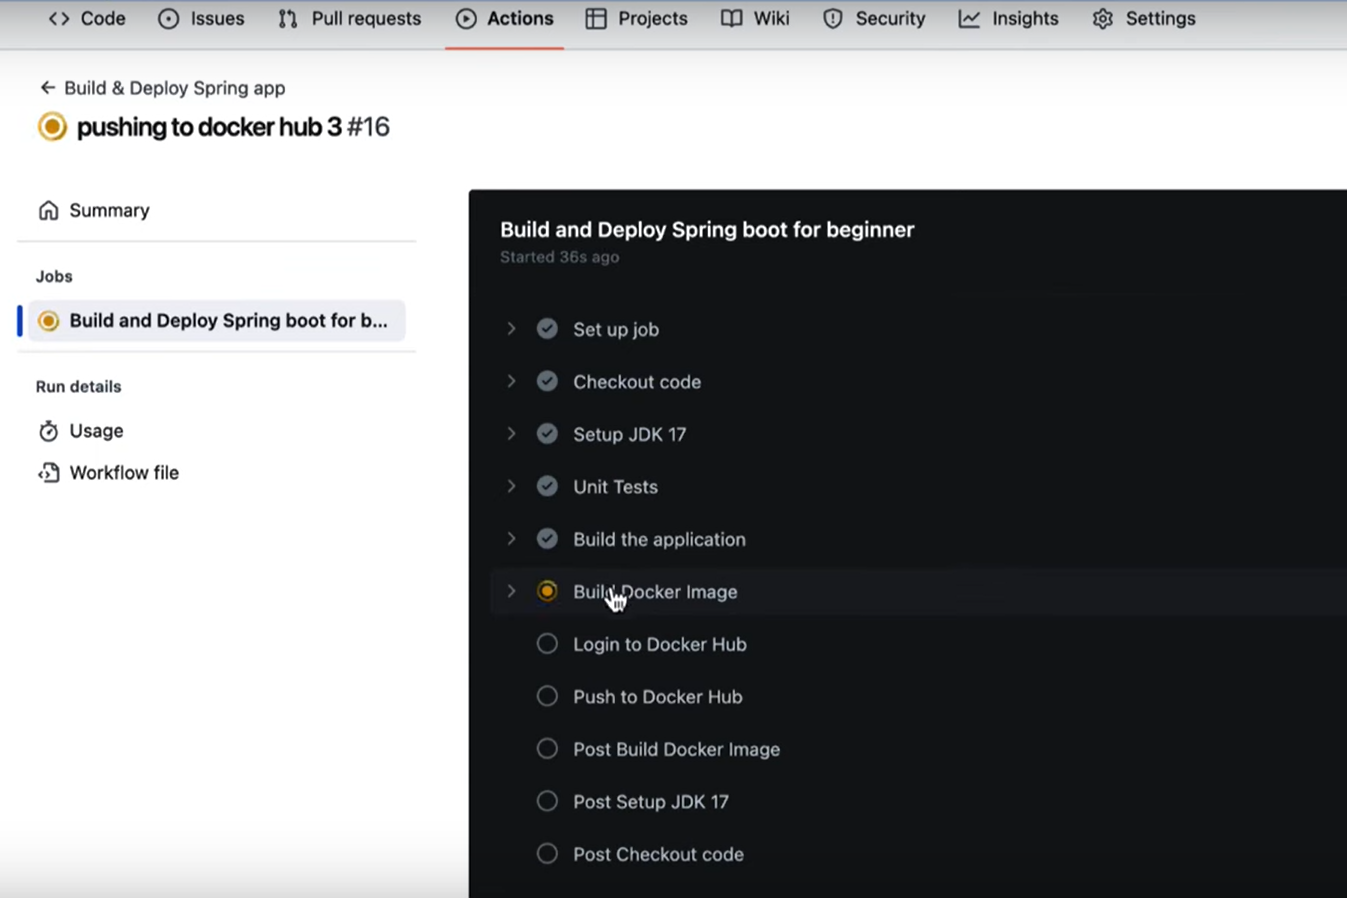 Code Issues Pull requests Actions Projects Wiki Security Insights Settings
Build & Deploy Spring app
pushing to docker hub 3 #16
Summary
Jobs
Build and Deploy Spring boot for b...
Run details
Usage
Workflow file
Build and Deploy Spring boot for beginner
Started 36s ago
Set up job
Checkout code
Setup JDK 17
Unit Tests
Build the application
Build Docker Image
Login to Docker Hub
Push to Docker Hub
Post Build Docker Image
Post Setup JDK 17
Post Checkout code